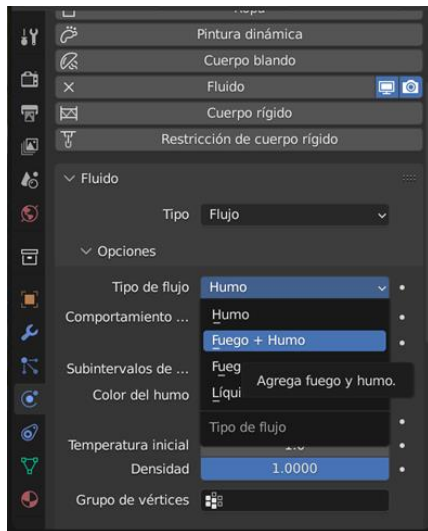 Pintura dinámica
Cuerpo blando
Fluido
Cuerpo rígido
Restricción de cuerpo rígido
Fluido
Tipo Flujo
Opciones
Tipo de flujo Humo
Comportamiento ... Humo
Fuego + Humo
Subintervalos de ... Fueg
Agrega fuego y humo.
Color del humo Líqui
Tipo de flujo
Temperatura inicial
Densidad 1.0000
Grupo de vértices